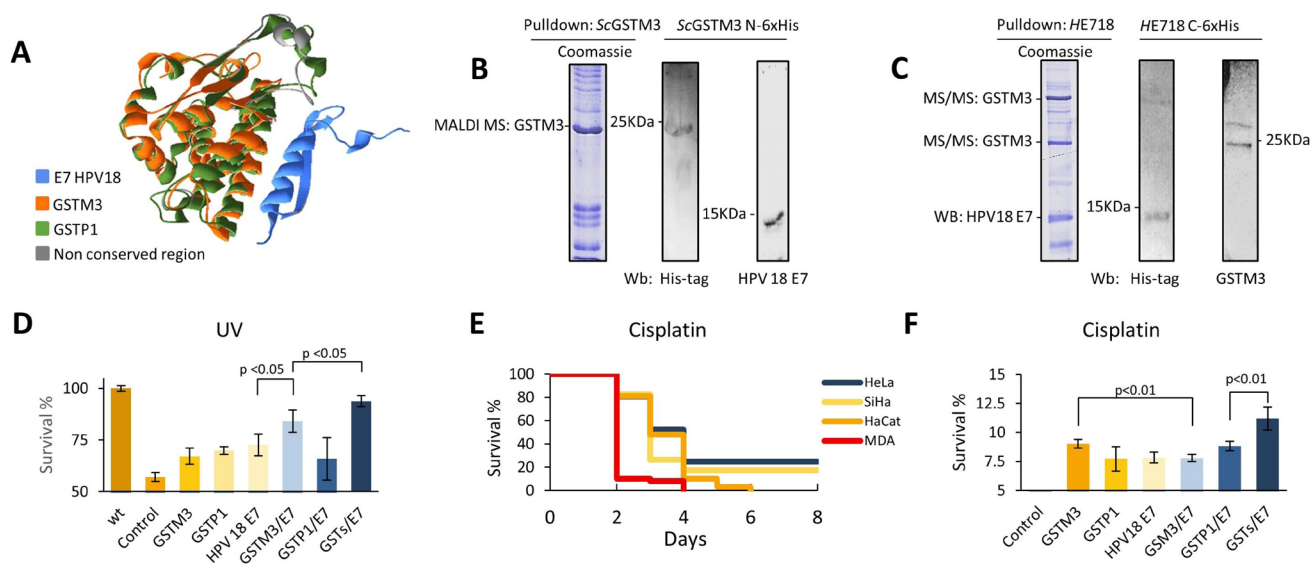 A
E7 HPV18
GSTM3
GSTP1
Non conserved region
B
Pulldown: ScGSTM3
ScGSTM3 N-6xHis
Coomassie
MALDI MS: GSTM3
25KDa
15KDa
Wb: His-tag
HPV 18 E7
C
Pulldown: HE718
HE718 C-6xHis
Coomassie
MS/MS: GSTM3
MS/MS: GSTM3
WB: HPV18 E7
25KDa
15KDa
Wb: His-tag
GSTM3
D
UV
p <0.05
p <0.05
Survival %
100
75
50
wt
Control
GSTM3
GSTP1
HPV 18 E7
GSTM3/E7
GSTP1/E7
GSTs/E7
E
Cisplatin
Survival %
100
80
60
40
20
0
0 2 4 6 8
Days
HeLa
SiHa
HaCat
MDA
F
Cisplatin
p<0.01
p<0.01
Survival %
15
12.5
10
7.5
5
Control
GSTM3
GSTP1
HPV18 E7
GSM3/E7
GSTP1/E7
GSTs/E7